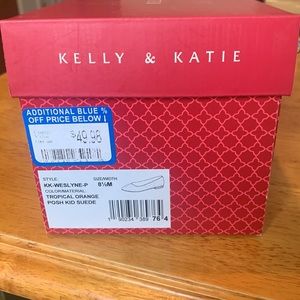 KELLY & KATIE
ADDITIONAL BLUE %
OFF PRICE BELOW
$49.98
STYLE: SIZE/WIDTH
KK-WESLYNE-P 8½M
COLOR/MATERIAL:
TROPICAL ORANGE
POSH KID SUEDE